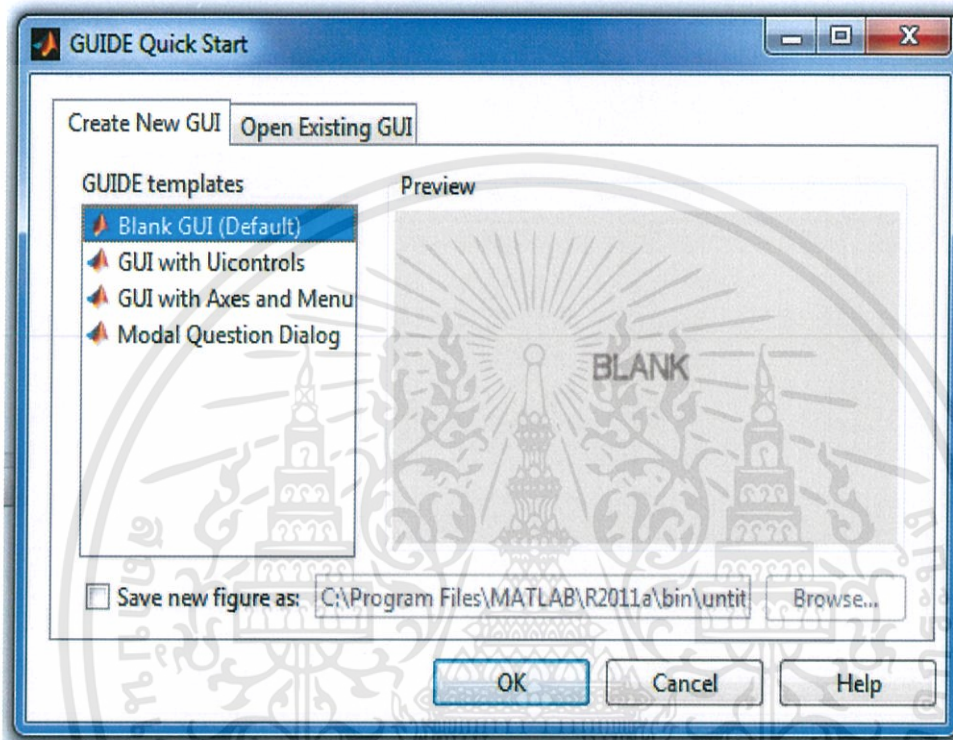 GUIDE Quick Start
Create New GUI
Open Existing GUI
GUIDE templates
Preview
Blank GUI (Default)
GUI with Uicontrols
GUI with Axes and Menu
Modal Question Dialog
BLANK
Save new figure as: C:\Program Files\MATLAB\R2011a\bin\untit Browse...
OK Cancel Help